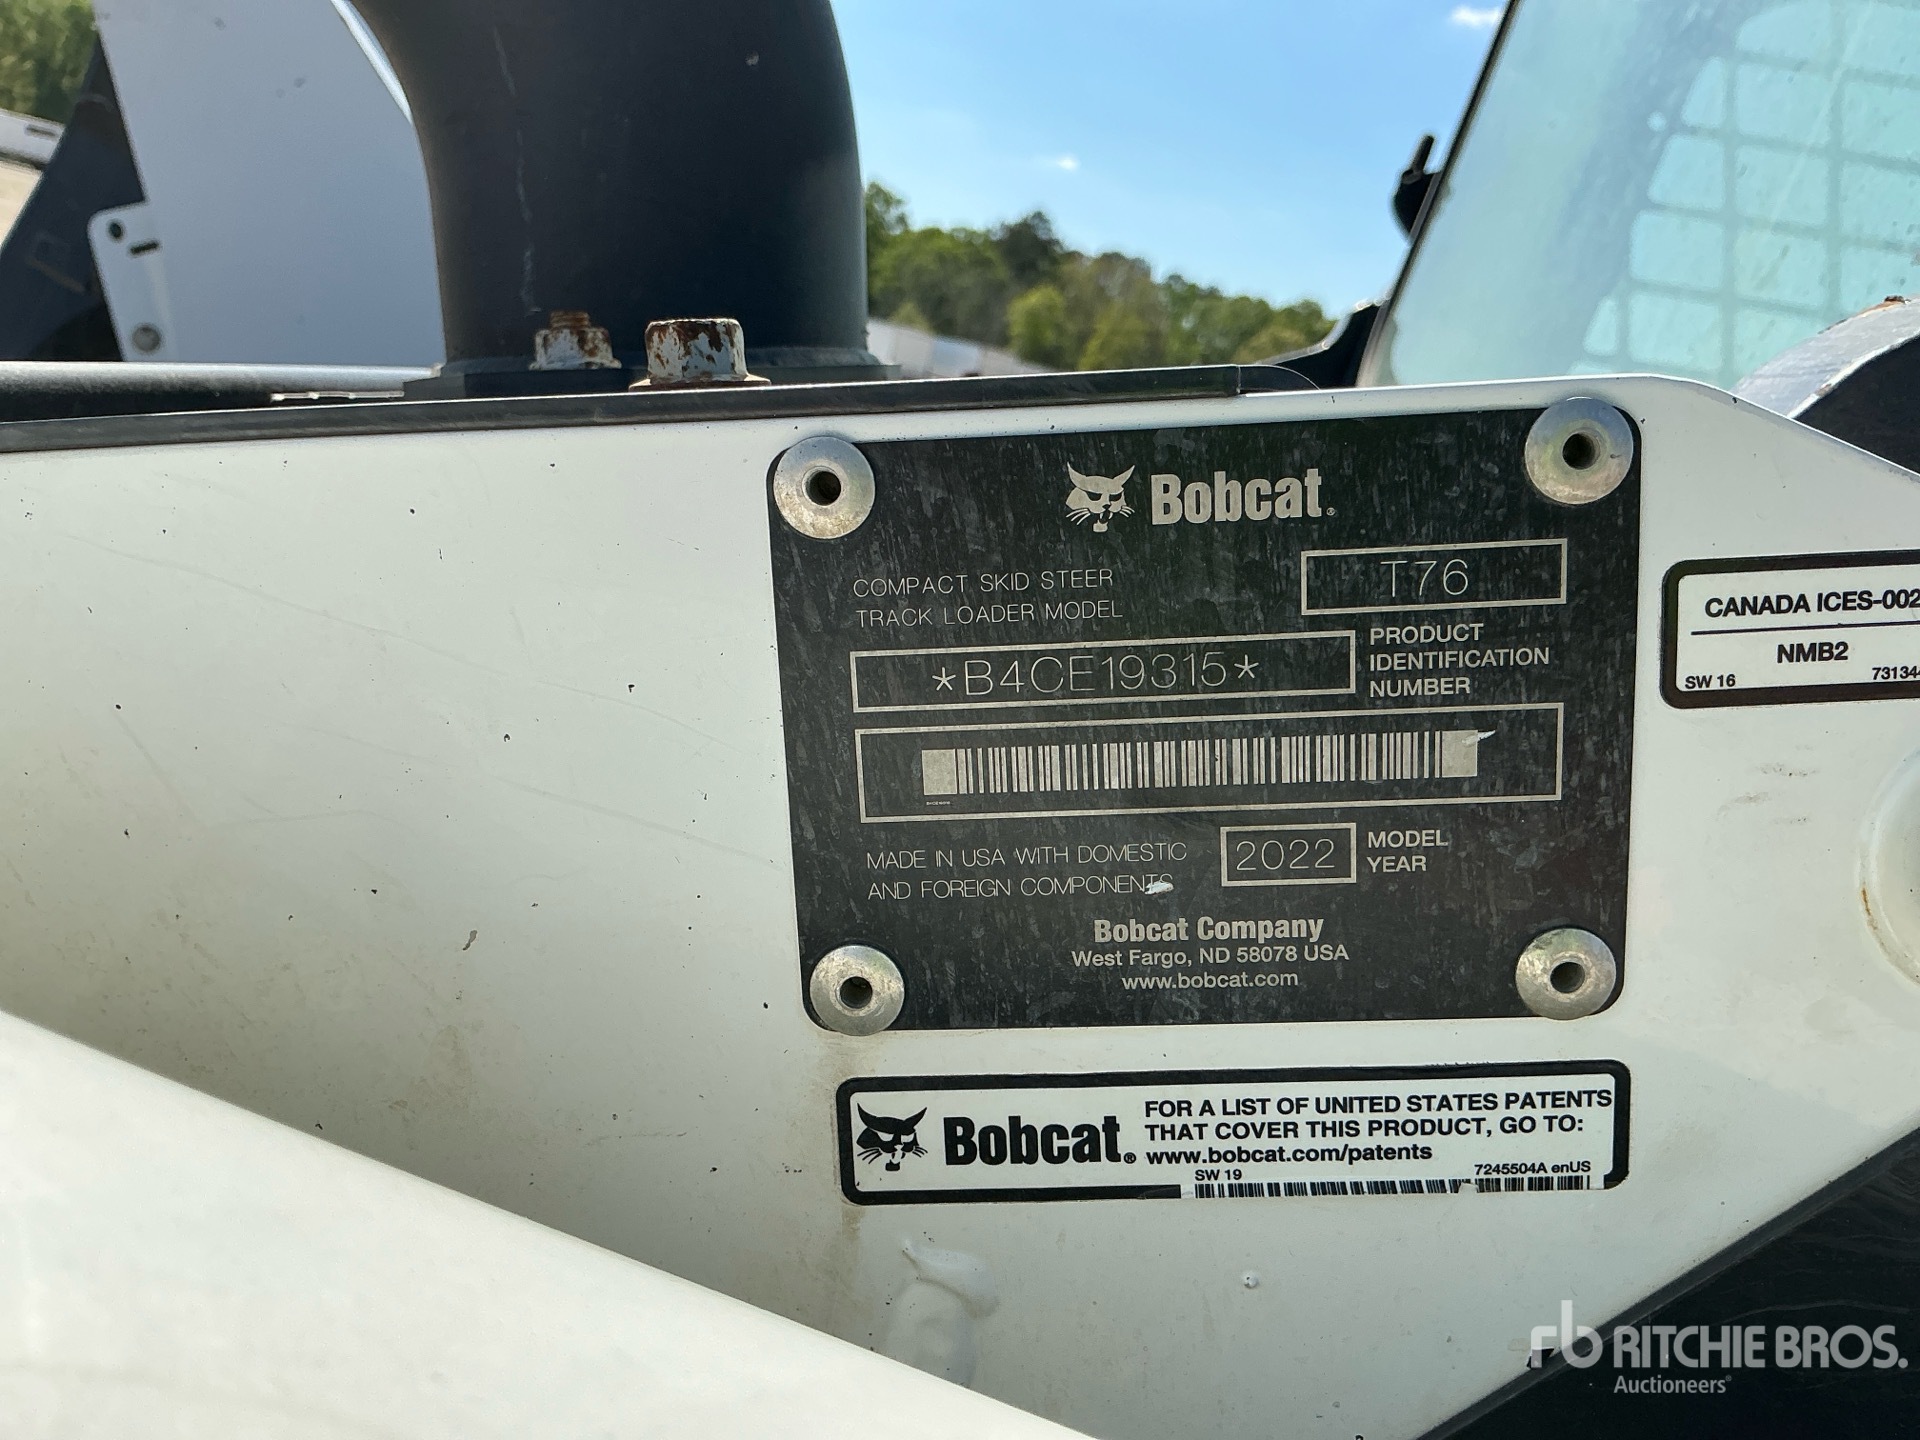 Bobcat®
COMPACT SKID STEER
TRACK LOADER MODEL
T76
*B4CE19315*
PRODUCT
IDENTIFICATION
NUMBER
MADE IN USA WITH DOMESTIC
AND FOREIGN COMPONENTS
2022
MODEL
YEAR
Bobcat Company
West Fargo, ND 58078 USA
www.bobcat.com
CANADA ICES-002
NMB2
SW 16
73134
Bobcat®
FOR A LIST OF UNITED STATES PATENTS
THAT COVER THIS PRODUCT, GO TO:
www.bobcat.com/patents
SW 19
7245504A enUS
rb RITCHIE BROS.
Auctioneers®